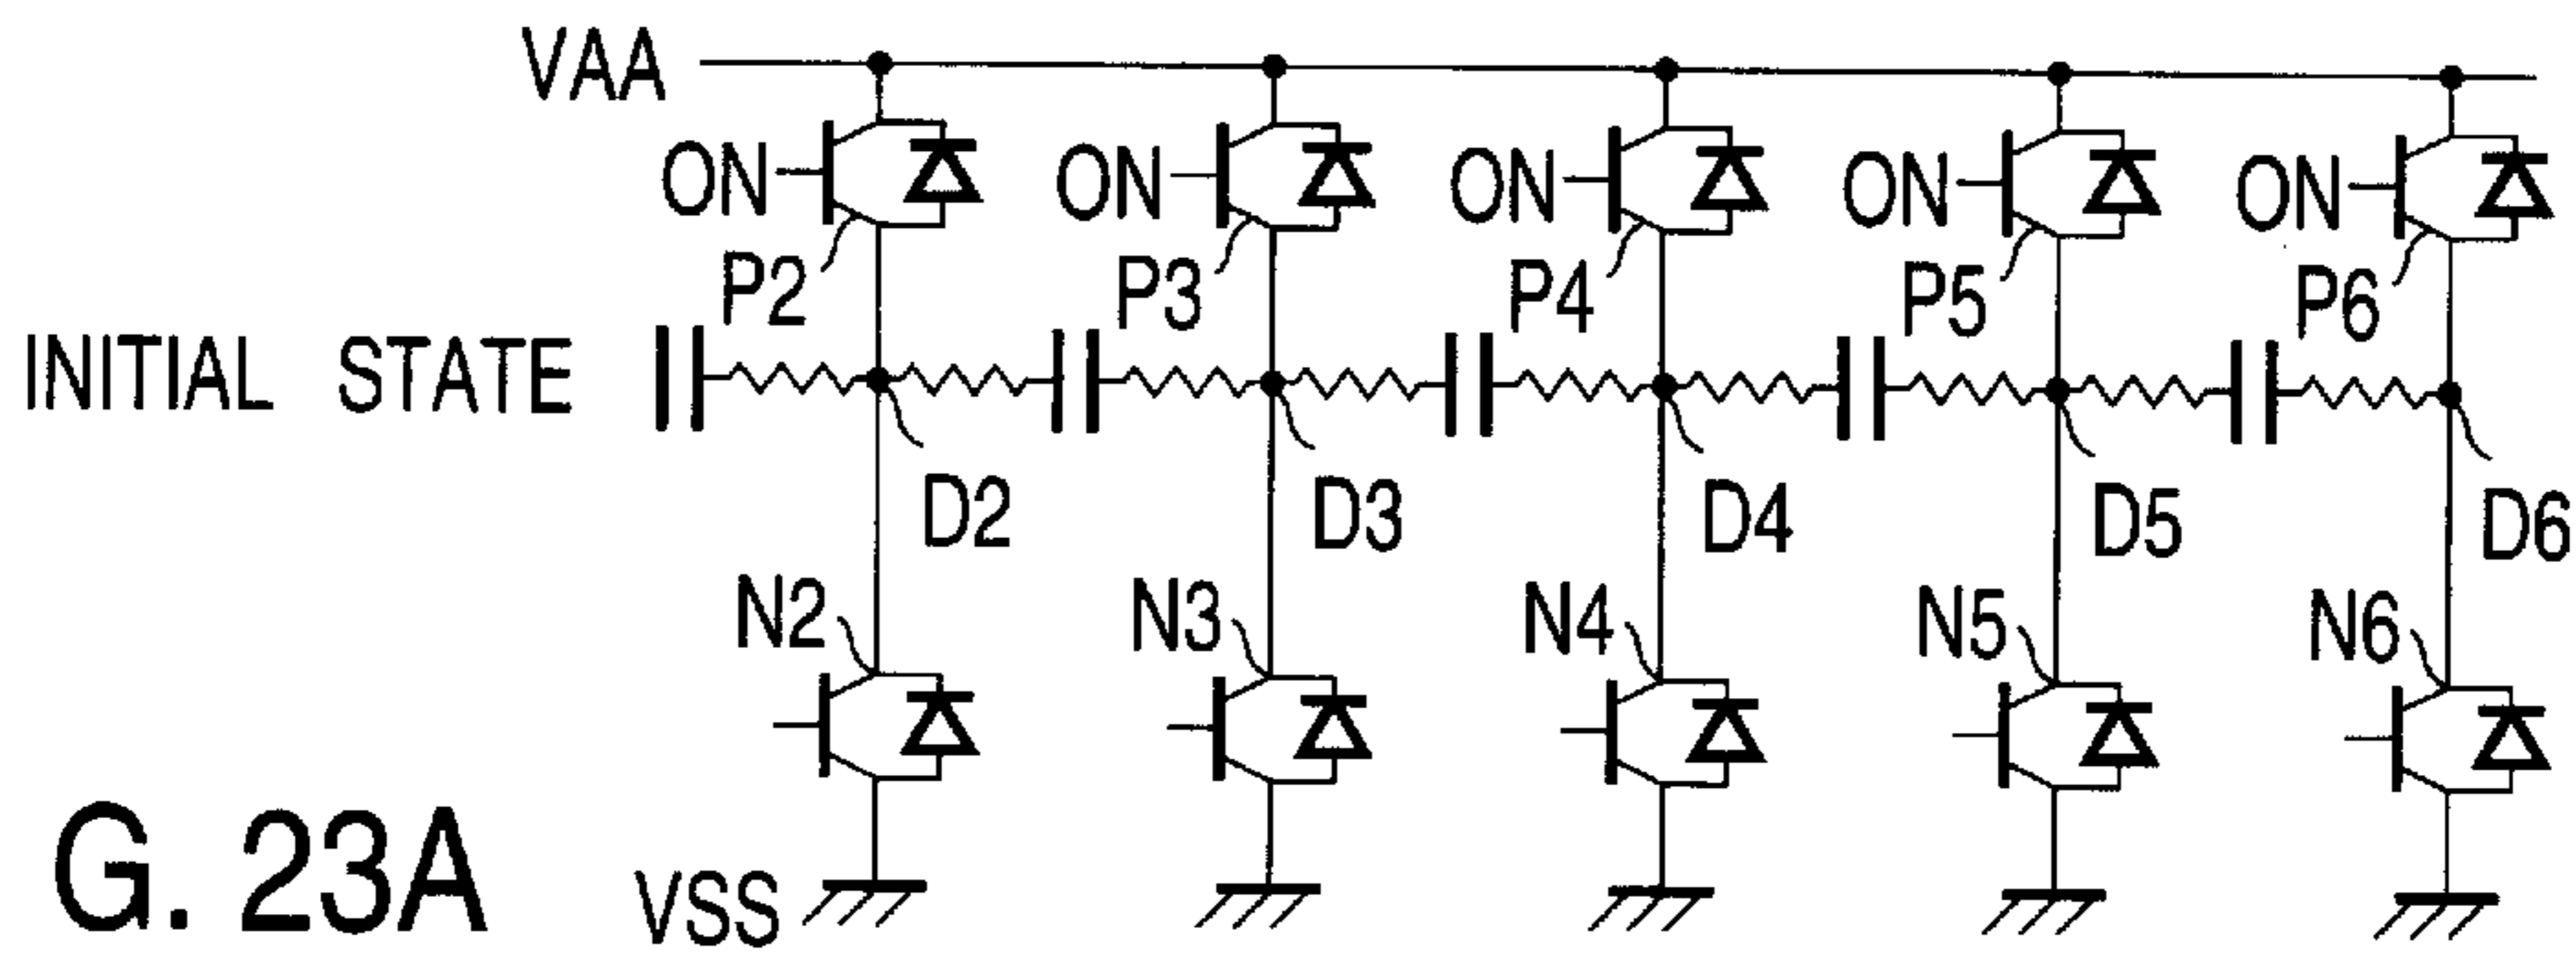 VAA
ON ON ON ON ON
P2 P3 P4 P5 P6
INITIAL STATE
D2 D3 D4 D5 D6
N2 N3 N4 N5 N6
G. 23A
VSS